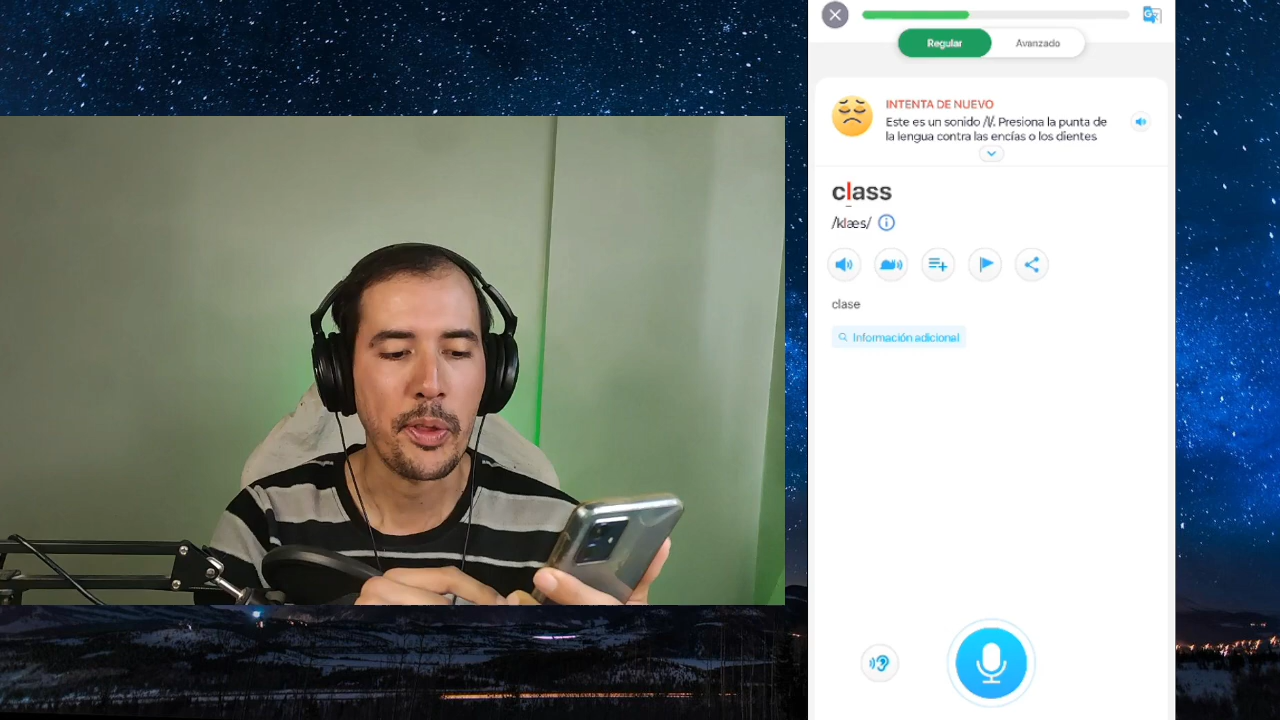 Regular
Avanzado
INTENTA DE NUEVO
Este es un sonido /l/. Presiona la punta de
la lengua contra las encías o los dientes
class
/klæs/
clase
Información adicional